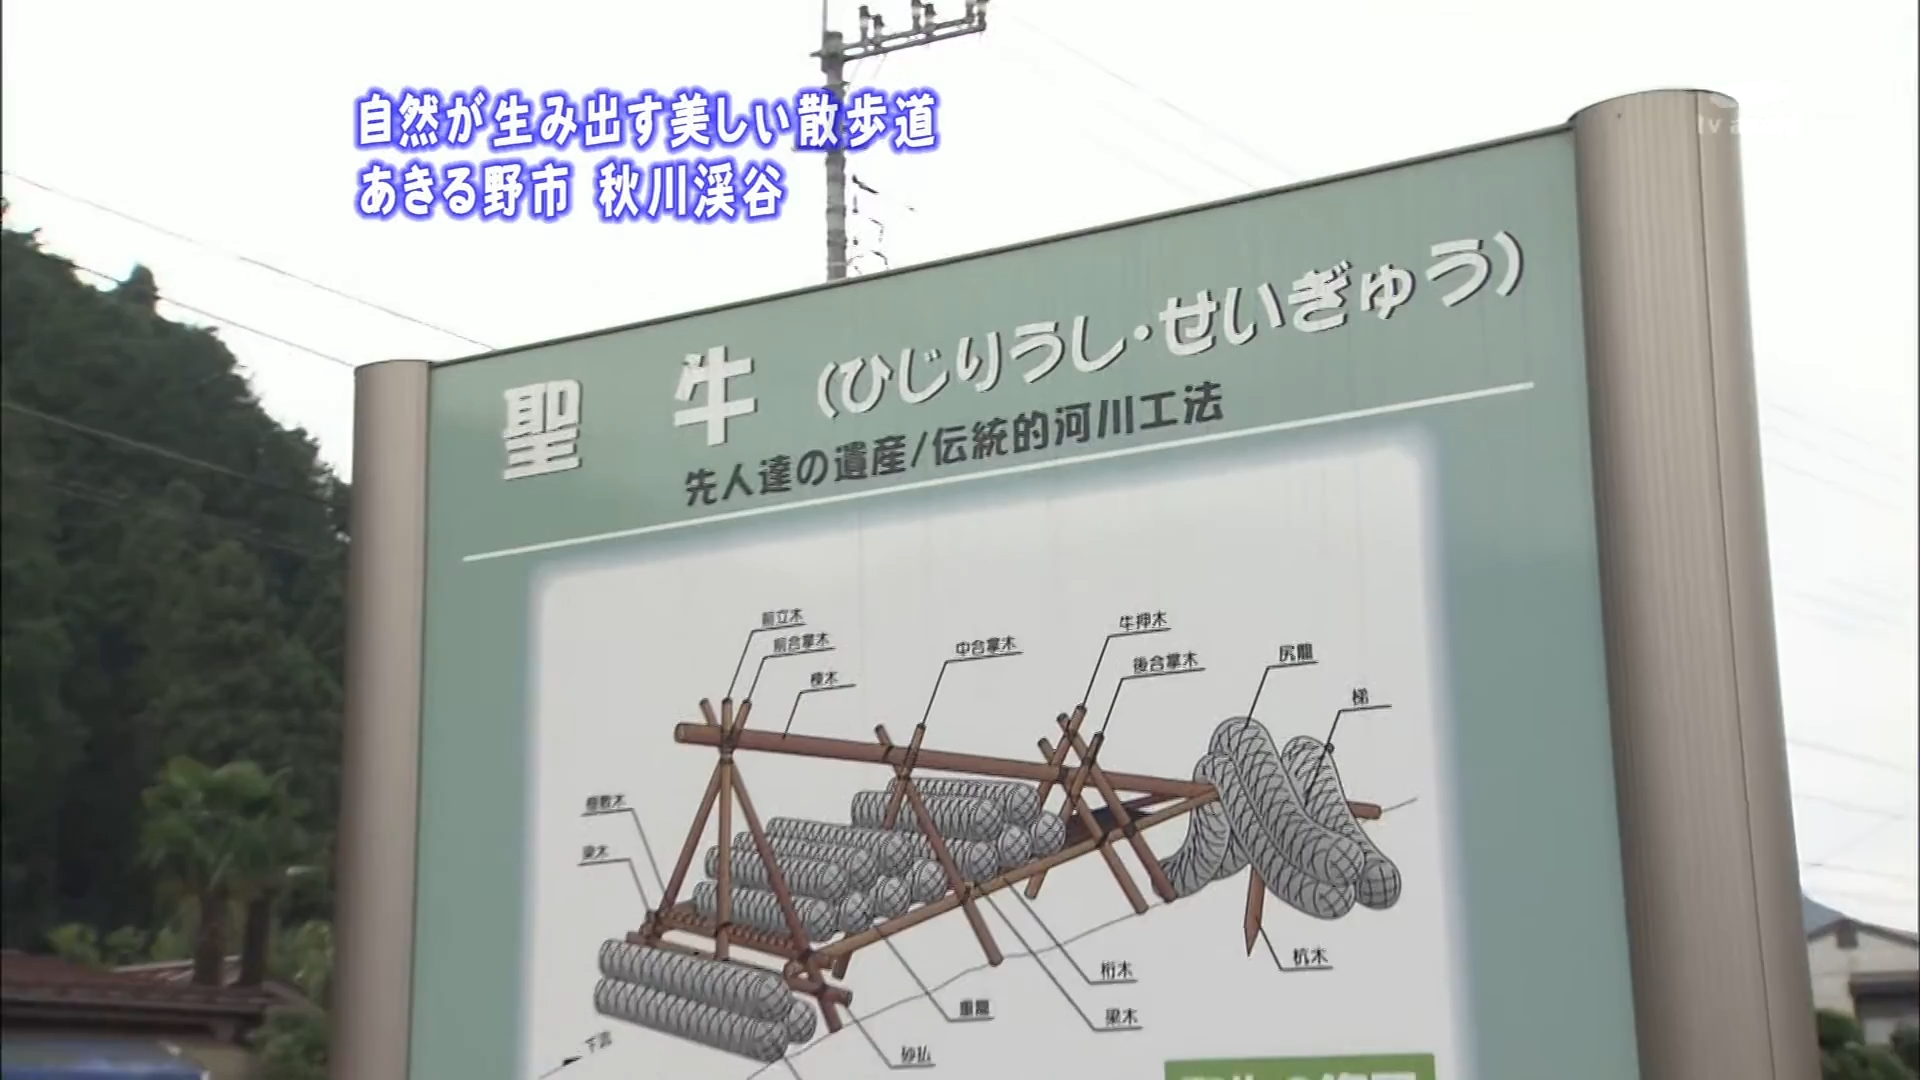 自然が生み出す美しい散歩道
あきる野市 秋川渓谷
聖 牛 (ひじりうし・せいぎゅう)
先人達の遺産/伝統的河川工法
前立木
前合掌木
棟木
中合掌木
牛押木
後合掌木
尻籠
梯
棚敷木
梁木
桁木
梁木
重籠
砂払
杭木
下流